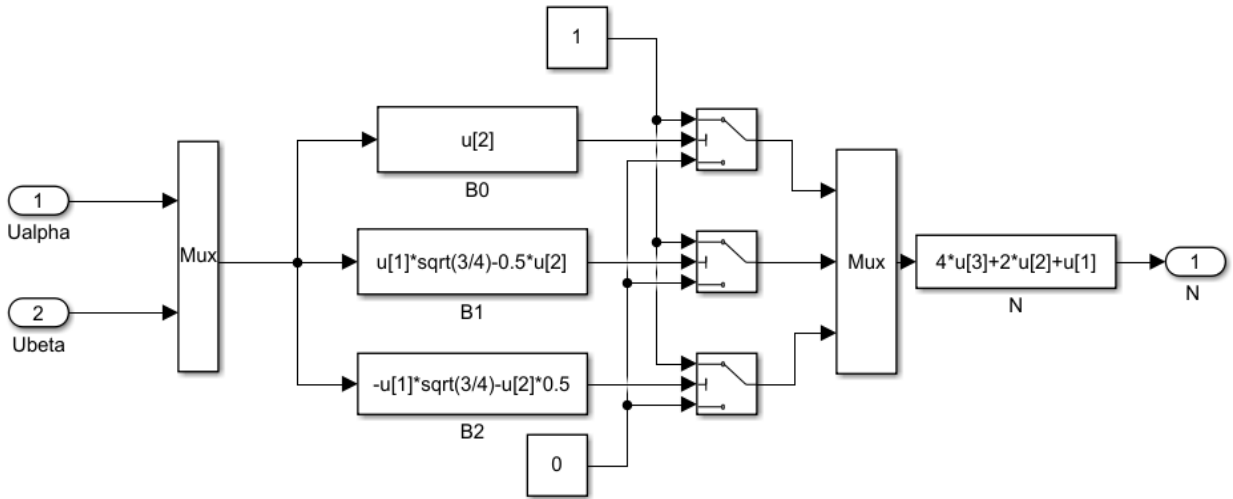 1
u[2]
B0
1
Ualpha
Mux
u[1]*sqrt(3/4)-0.5*u[2]
B1
Mux
4*u[3]+2*u[2]+u[1]
N
1
N
2
Ubeta
-u[1]*sqrt(3/4)-u[2]*0.5
B2
0